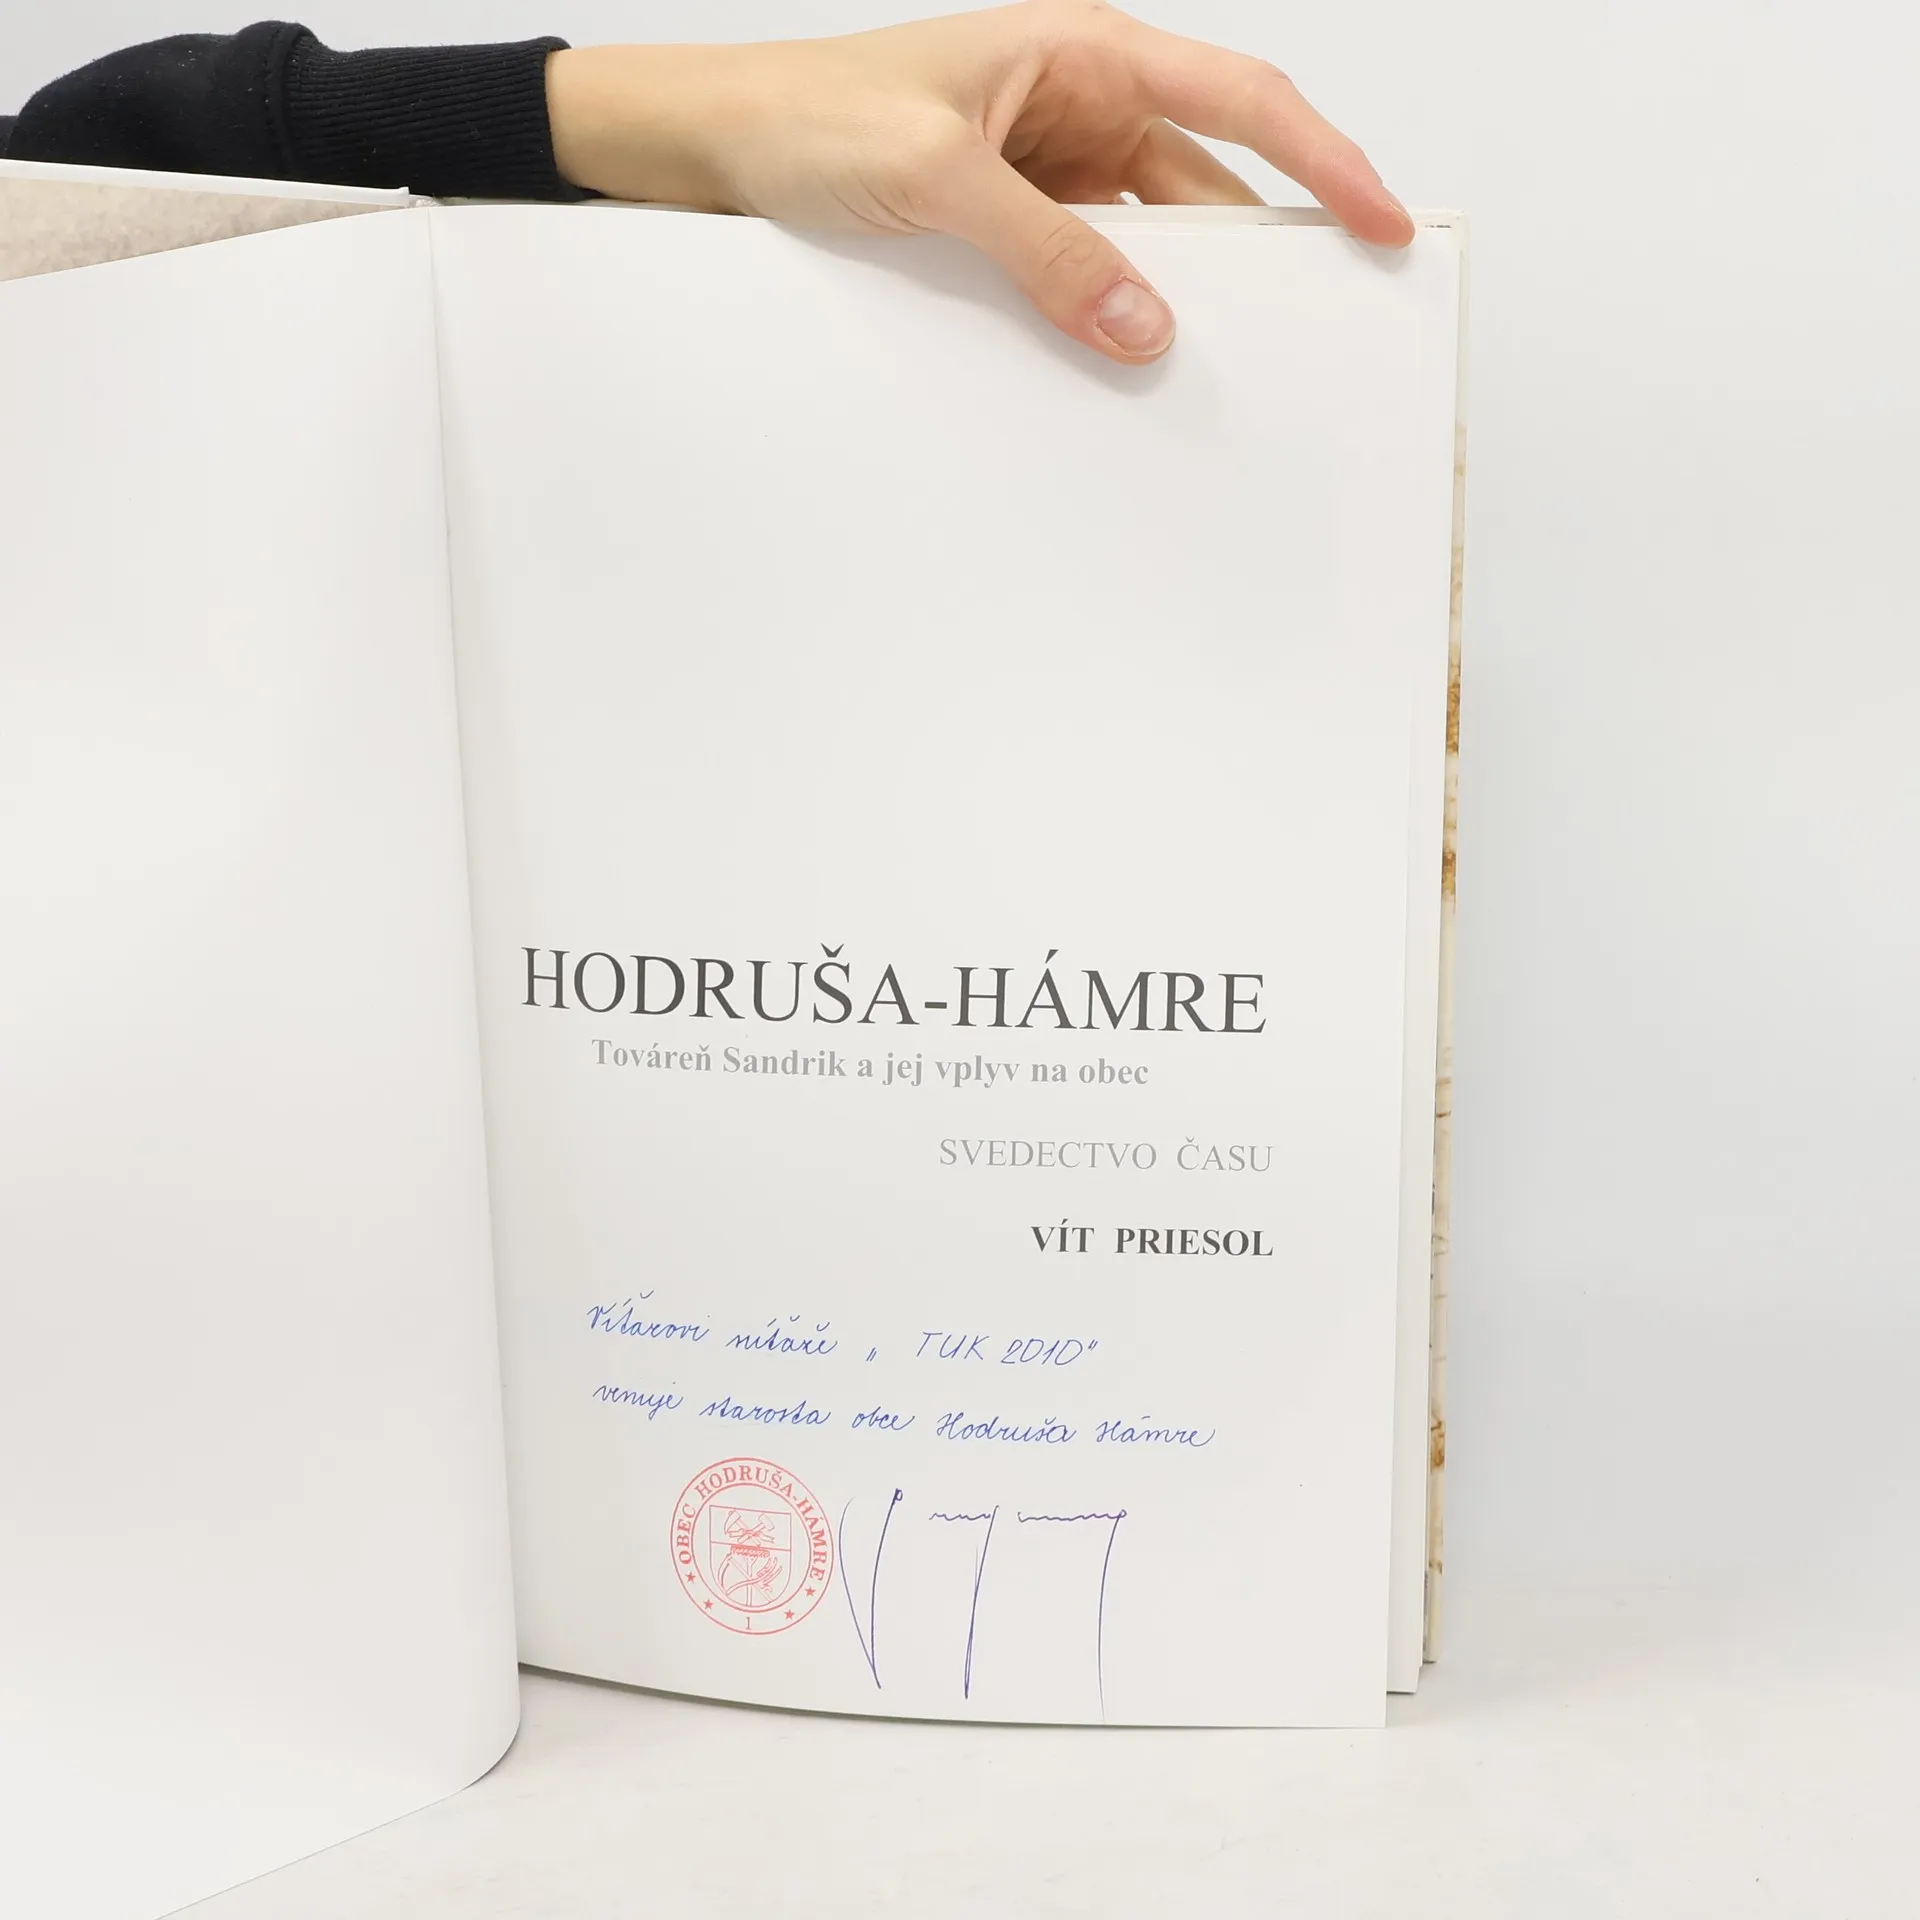 HODRUŠA-HÁMRE
Továreň Sandrik a jej vplyv na obec
SVEDECTVO ČASU
VÍT PRIESOL
Víťazovi súťaže „ TUK 2010"
venuje starosta obce Hodruša Hámre
OBEC HODRUŠA-HÁMRE
1